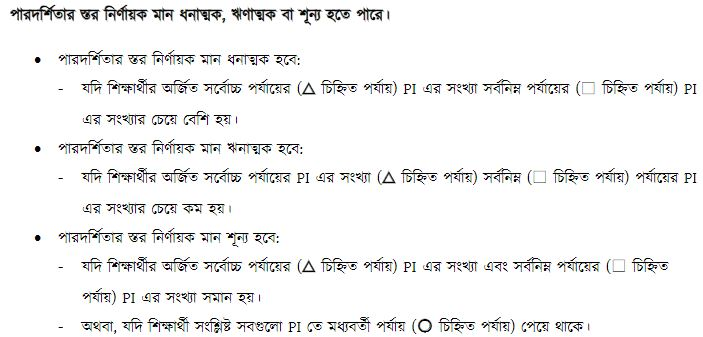 পারদর্শিতার স্তর নির্ণায়ক মান ধনাত্মক, ঋণাত্মক বা শূন্য হতে পারে।
• পারদর্শিতার স্তর নির্ণায়ক মান ধনাত্মক হবে:
- যদি শিক্ষার্থীর অর্জিত সর্বোচ্চ পর্যায়ের (△ চিহ্নিত পর্যায়) PI এর সংখ্যা সর্বনিম্ন পর্যায়ের (□ চিহ্নিত পর্যায়) PI
এর সংখ্যার চেয়ে বেশি হয়।
• পারদর্শিতার স্তর নির্ণায়ক মান ঋনাত্মক হবে:
- যদি শিক্ষার্থীর অর্জিত সর্বোচ্চ পর্যায়ের PI এর সংখ্যা (△ চিহ্নিত পর্যায়) সর্বনিম্ন (□ চিহ্নিত পর্যায়) পর্যায়ের PI
এর সংখ্যার চেয়ে কম হয়।
• পারদর্শিতার স্তর নির্ণায়ক মান শূন্য হবে:
- যদি শিক্ষার্থীর অর্জিত সর্বোচ্চ পর্যায়ের (△ চিহ্নিত পর্যায়) PI এর সংখ্যা এবং সর্বনিম্ন পর্যায়ের (□ চিহ্নিত
পর্যায়) PI এর সংখ্যা সমান হয়।
- অথবা, যদি শিক্ষার্থী সংশ্লিষ্ট সবগুলো PI তে মধ্যবর্তী পর্যায় (○ চিহ্নিত পর্যায়) পেয়ে থাকে।